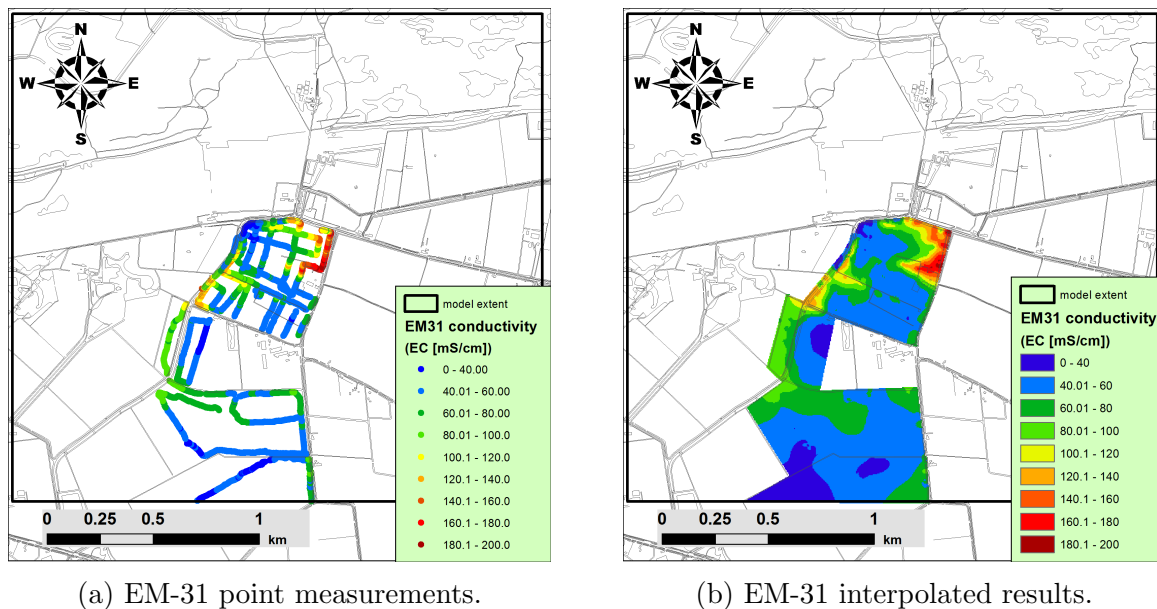 N
W E
S
model extent
EM31 conductivity
(EC [mS/cm])
0 - 40.00
40.01 - 60.00
60.01 - 80.00
80.01 - 100.0
100.1 - 120.0
120.1 - 140.0
140.1 - 160.0
160.1 - 180.0
180.1 - 200.0
0 0.25 0.5 1
km
(a) EM-31 point measurements.
N
W E
S
model extent
EM31 conductivity
(EC [mS/cm])
0 - 40
40.01 - 60
60.01 - 80
80.01 - 100
100.1 - 120
120.1 - 140
140.1 - 160
160.1 - 180
180.1 - 200
0 0.25 0.5 1
km
(b) EM-31 interpolated results.